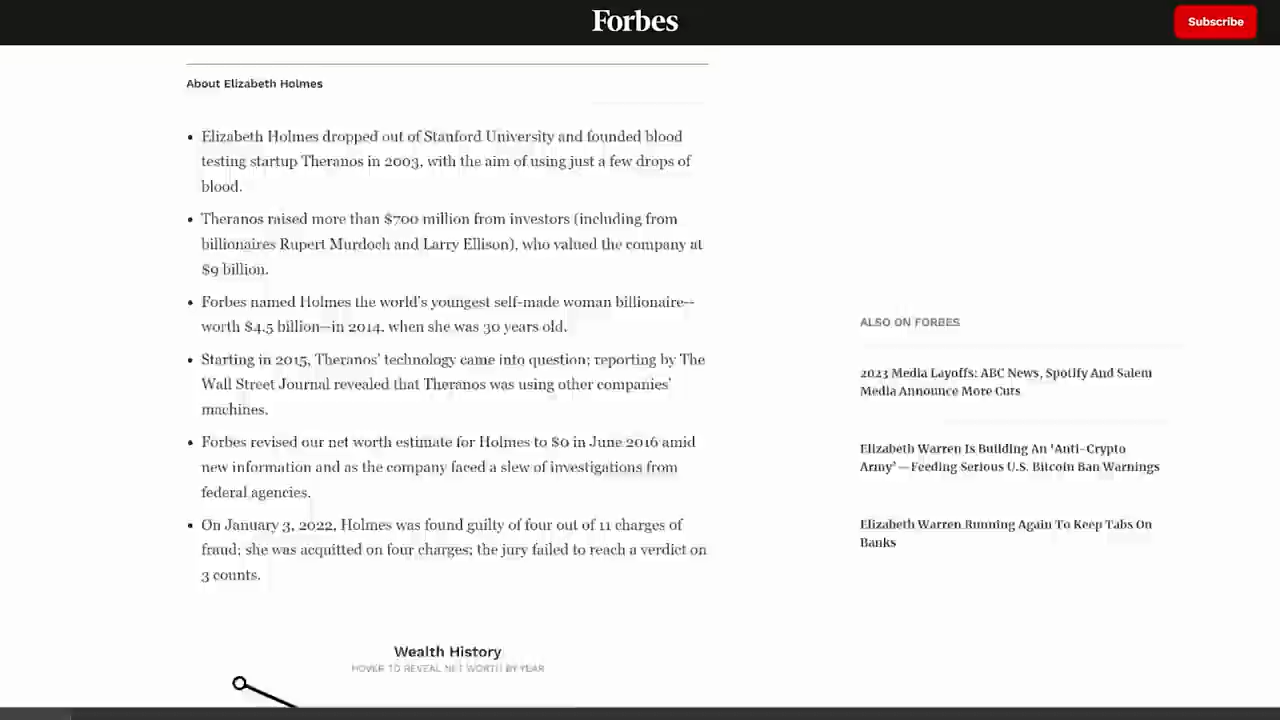 Forbes
Subscribe
About Elizabeth Holmes
• Elizabeth Holmes dropped out of Stanford University and founded blood
testing startup Theranos in 2003, with the aim of using just a few drops of
blood.
• Theranos raised more than $700 million from investors (including from
billionaires Rupert Murdoch and Larry Ellison), who valued the company at
$9 billion.
• Forbes named Holmes the world's youngest self-made woman billionaire--
worth $4.5 billion—in 2014, when she was 30 years old.
• Starting in 2015, Theranos' technology came into question; reporting by The
Wall Street Journal revealed that Theranos was using other companies'
machines.
• Forbes revised our net worth estimate for Holmes to $0 in June 2016 amid
new information and as the company faced a slew of investigations from
federal agencies.
• On January 3, 2022, Holmes was found guilty of four out of 11 charges of
fraud; she was acquitted on four charges; the jury failed to reach a verdict on
3 counts.
Wealth History
HOVER TO REVEAL NET WORTH BY YEAR
ALSO ON FORBES
2023 Media Layoffs: ABC News, Spotify And Salem
Media Announce More Cuts
Elizabeth Warren Is Building An 'Anti-Crypto
Army'—Feeding Serious U.S. Bitcoin Ban Warnings
Elizabeth Warren Running Again To Keep Tabs On
Banks